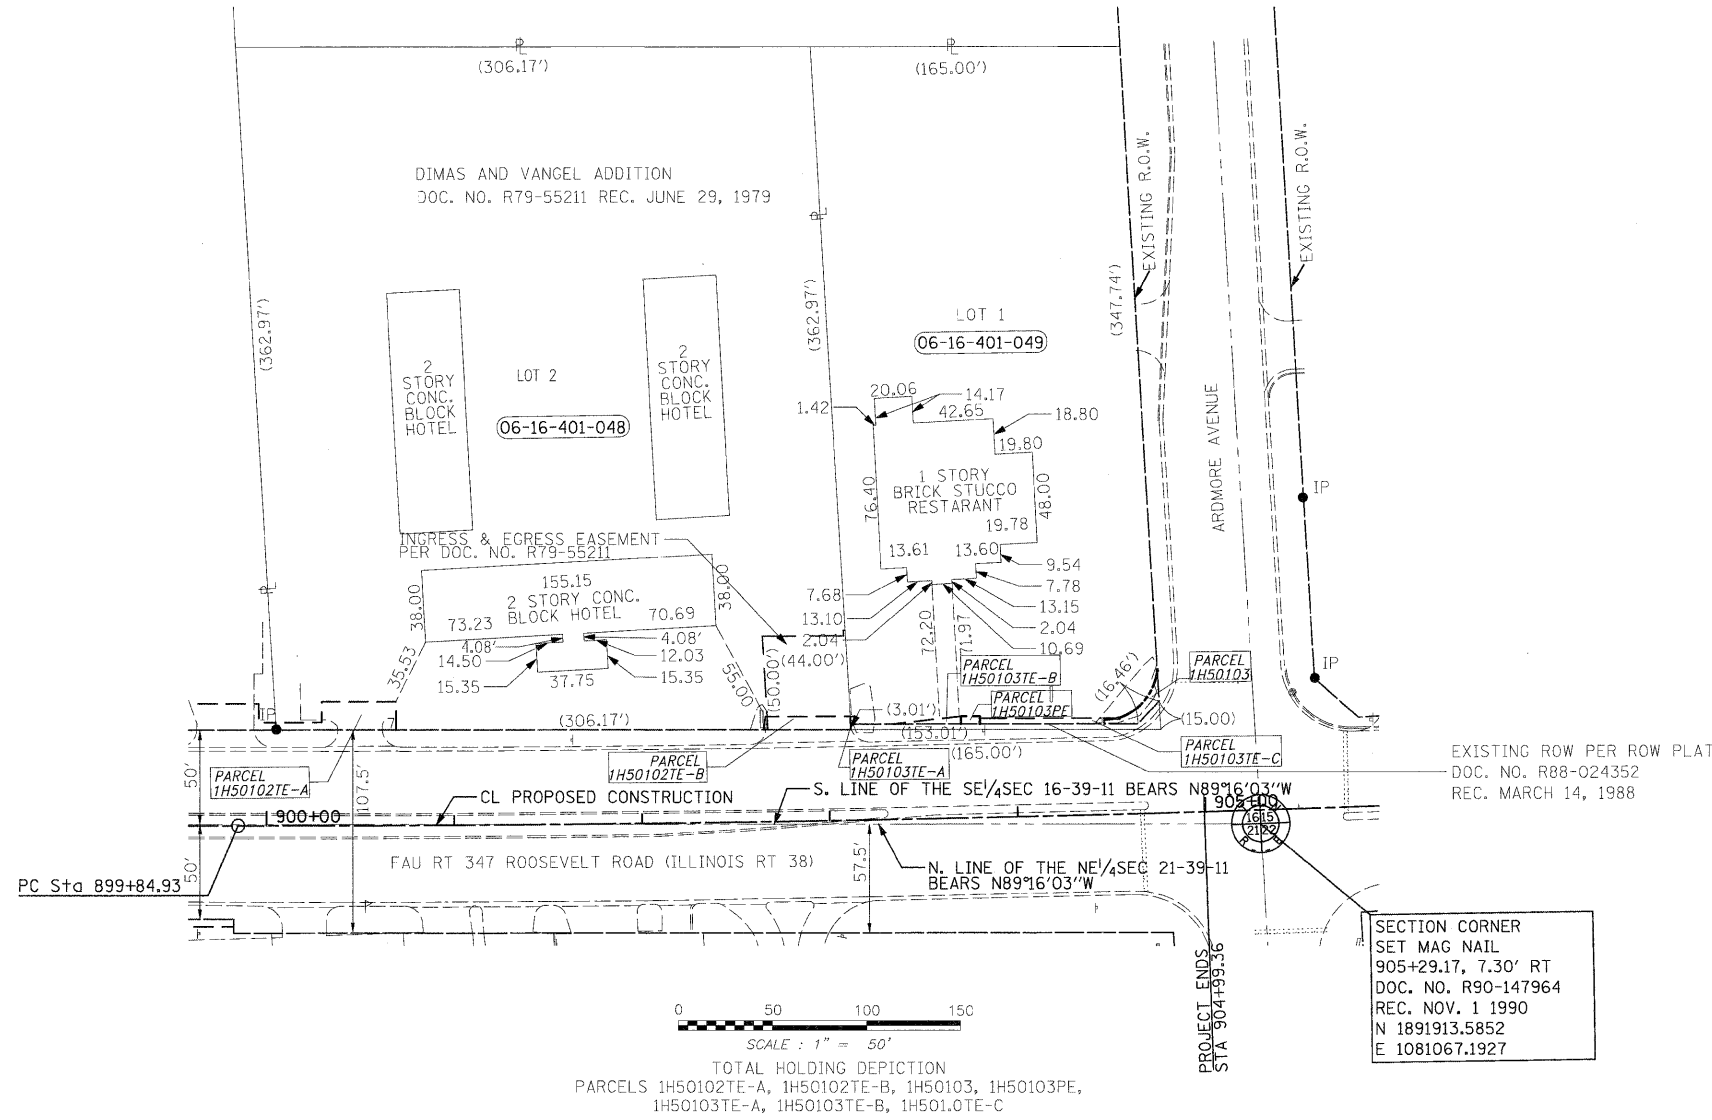 (306.17')
(165.00')
DIMAS AND VANGEL ADDITION
DOC. NO. R79-55211 REC. JUNE 29, 1979
EXISTING R.O.W.
EXISTING R.O.W.
(362.97')
(362.97')
(347.74')
LOT 1
06-16-401-049
2
STORY
CONC.
BLOCK
HOTEL
LOT 2
06-16-401-048
2
STORY
CONC.
BLOCK
HOTEL
20.06
14.17
1.42
42.65
18.80
19.80
1 STORY
BRICK STUCCO
RESTARANT
76.40
48.00
19.78
ARDMORE AVENUE
IP
INGRESS & EGRESS EASEMENT
PER DOC. NO. R79-55211
13.61
13.60
9.54
7.68
7.78
13.10
13.15
2.04
2.04
10.69
72.20
71.97
155.15
2 STORY CONC.
BLOCK HOTEL
38.00
38.00
73.23
70.69
4.08'
4.08'
14.50
12.03
15.35
15.35
37.75
35.53
55.00
(50.00')
(44.00')
PARCEL
1H50103TE-B
PARCEL
1H50103PE
(16.46')
PARCEL
1H50103
IP
IP
(306.17')
(3.01')
(153.01')
(165.00')
(15.00)
PARCEL
1H50102TE-A
PARCEL
1H50102TE-B
PARCEL
1H50103TE-A
PARCEL
1H50103TE-C
EXISTING ROW PER ROW PLAT
DOC. NO. R88-024352
REC. MARCH 14, 1988
50'
107.5'
CL PROPOSED CONSTRUCTION
S. LINE OF THE SE1/4SEC 16-39-11 BEARS N89°16'03"W
900+00
905+00
16 15
21 22
FAU RT 347 ROOSEVELT ROAD (ILLINOIS RT 38)
57.5'
N. LINE OF THE NE1/4SEC 21-39-11
BEARS N89°16'03"W
PC Sta 899+84.93
50'
PROJECT ENDS
STA 904+99.36
SECTION CORNER
SET MAG NAIL
905+29.17, 7.30' RT
DOC. NO. R90-147964
REC. NOV. 1 1990
N 1891913.5852
E 1081067.1927
0 50 100 150
SCALE : 1" = 50'
TOTAL HOLDING DEPICTION
PARCELS 1H50102TE-A, 1H50102TE-B, 1H50103, 1H50103PE,
1H50103TE-A, 1H50103TE-B, 1H501.0TE-C